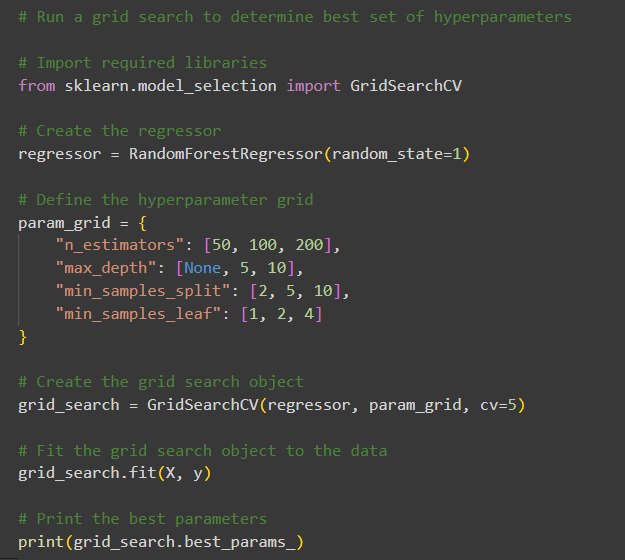 # Run a grid search to determine best set of hyperparameters
# Import required libraries
from sklearn.model_selection import GridSearchCV
# Create the regressor
regressor = RandomForestRegressor(random_state=1)
# Define the hyperparameter grid
param_grid = {
    "n_estimators": [50, 100, 200],
    "max_depth": [None, 5, 10],
    "min_samples_split": [2, 5, 10],
    "min_samples_leaf": [1, 2, 4]
}
# Create the grid search object
grid_search = GridSearchCV(regressor, param_grid, cv=5)
# Fit the grid search object to the data
grid_search.fit(X, y)
# Print the best parameters
print(grid_search.best_params_)